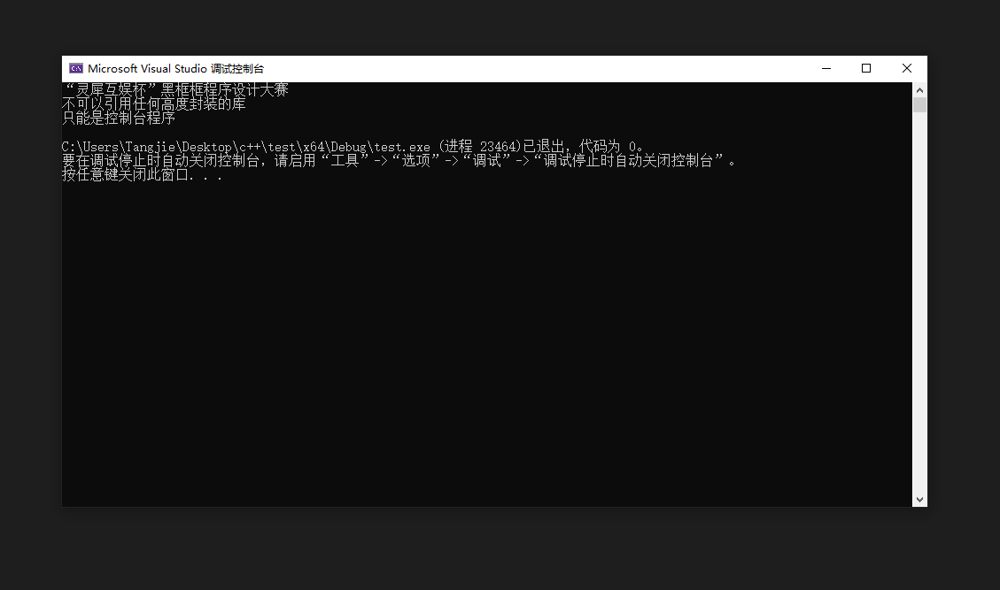 Microsoft Visual Studio 调试控制台
“灵犀互娱杯”黑框框程序设计大赛
不可以引用任何高度封装的库
只能是控制台程序
C:\Users\Tangjie\Desktop\c++\test\x64\Debug\test.exe (进程 23464)已退出，代码为 0。
要在调试停止时自动关闭控制台，请启用“工具”->“选项”->“调试”->“调试停止时自动关闭控制台”。
按任意键关闭此窗口. . .